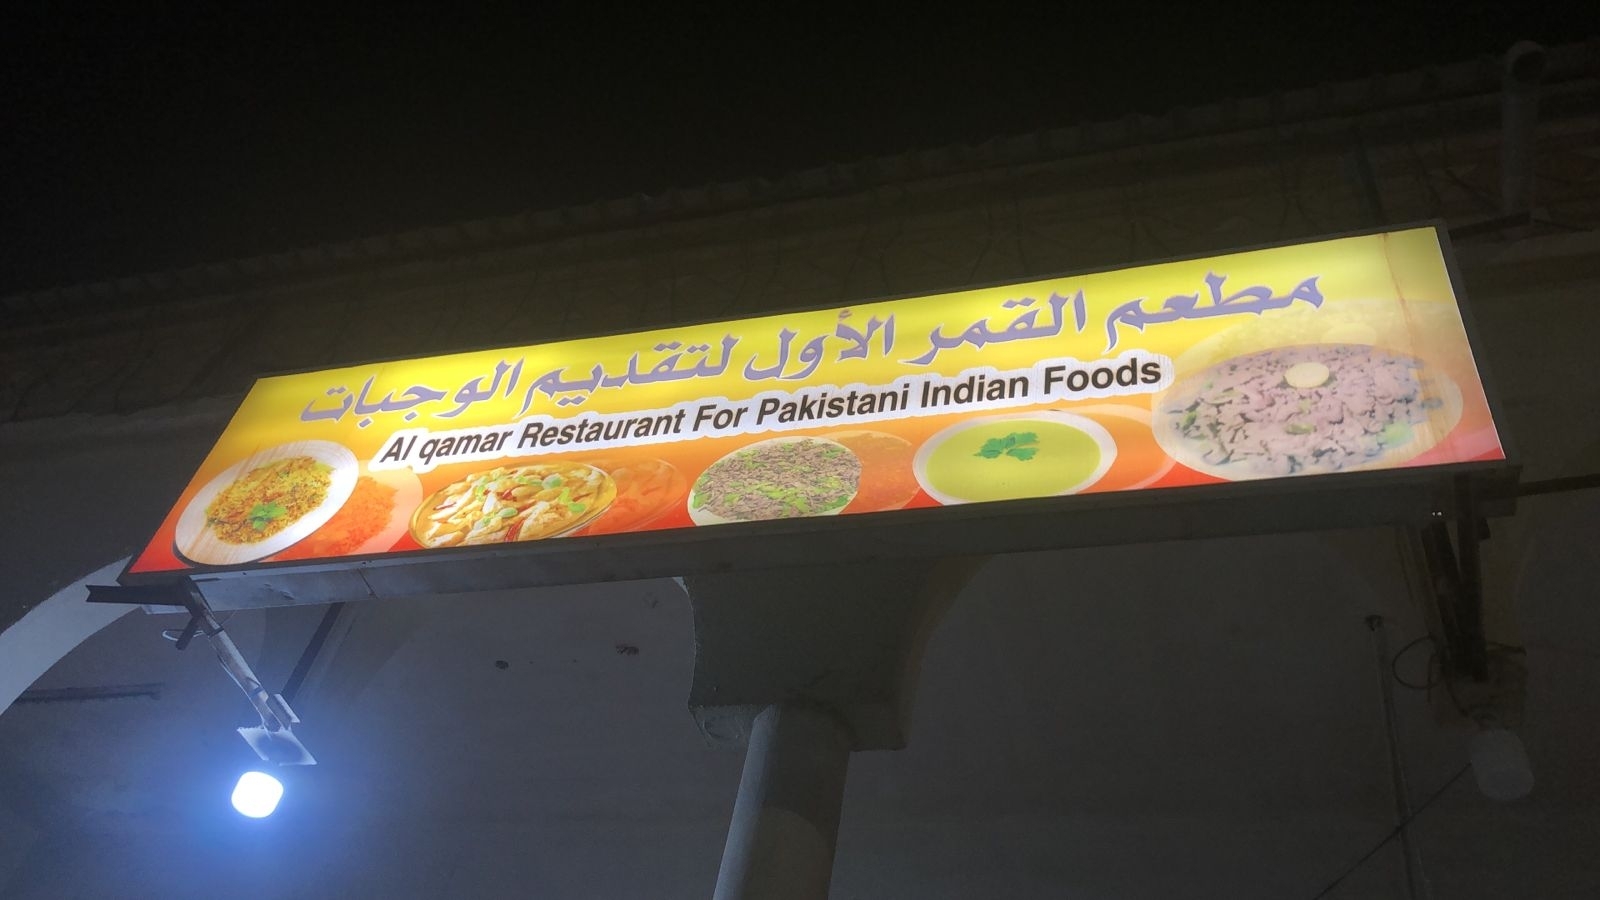 مطعم القمر الأول لتقديم الوجبات
Al qamar Restaurant For Pakistani Indian Foods